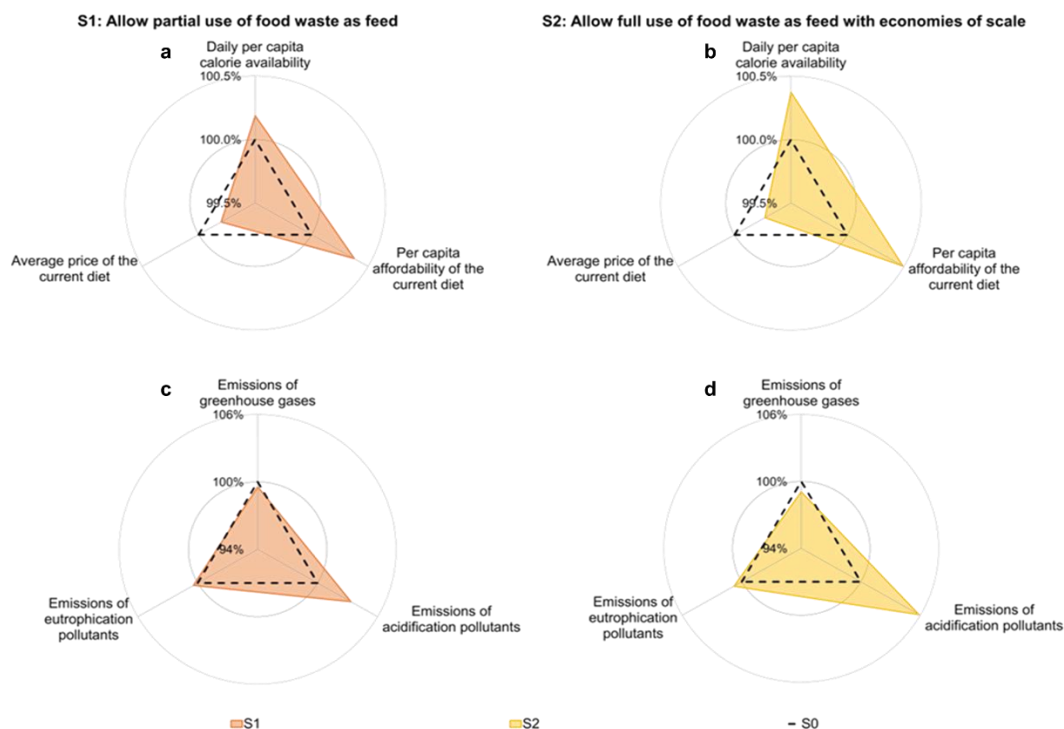 S1: Allow partial use of food waste as feed
S2: Allow full use of food waste as feed with economies of scale
a
Daily per capita
calorie availability
100.5%
100.0%
99.5%
Average price of the
current diet
Per capita
affordability of the
current diet
b
Daily per capita
calorie availability
100.5%
100.0%
99.5%
Average price of the
current diet
Per capita
affordability of the
current diet
c
Emissions of
greenhouse gases
106%
100%
94%
Emissions of
eutrophication
pollutants
Emissions of
acidification pollutants
d
Emissions of
greenhouse gases
106%
100%
94%
Emissions of
eutrophication
pollutants
Emissions of
acidification pollutants
S1
S2
S0